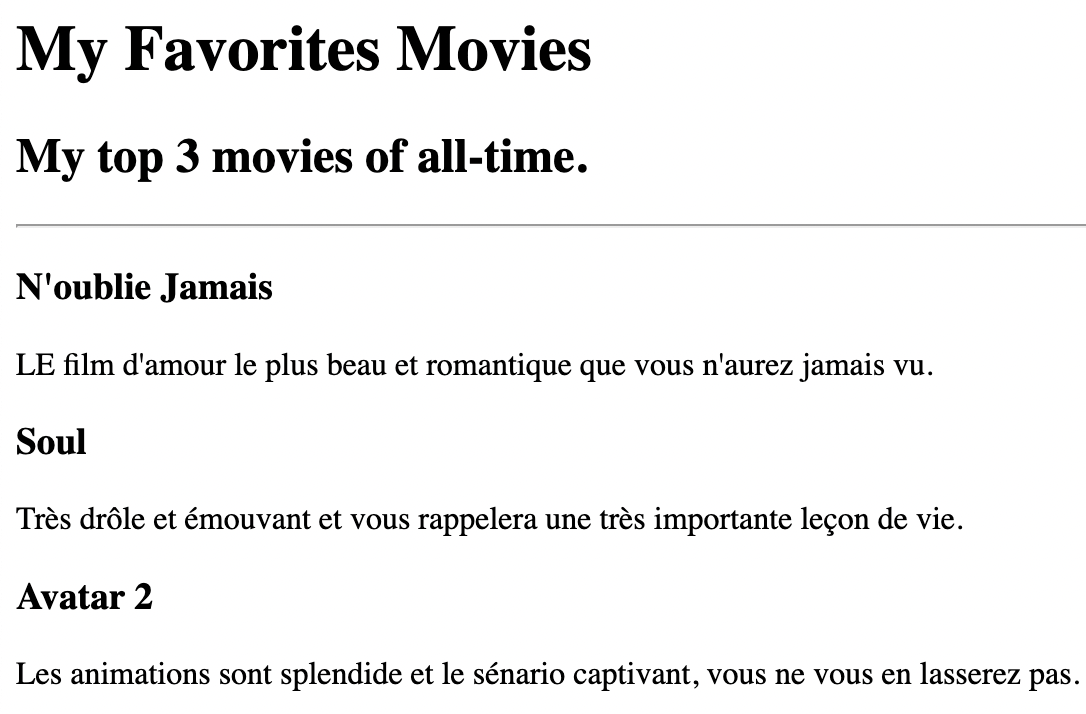 My Favorites Movies
My top 3 movies of all-time.
N'oublie Jamais
LE film d'amour le plus beau et romantique que vous n'aurez jamais vu.
Soul
Très drôle et émouvant et vous rappelera une très importante leçon de vie.
Avatar 2
Les animations sont splendide et le sénario captivant, vous ne vous en lasserez pas.